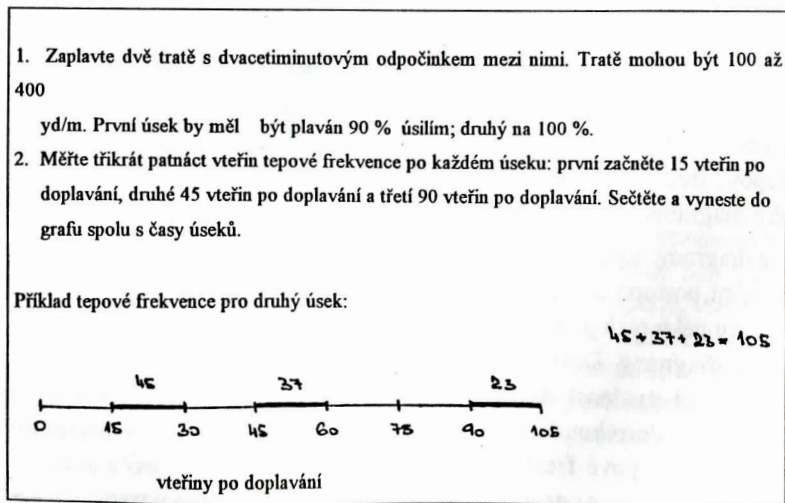 1. Zaplavte dvě tratě s dvacetiminutovým odpočinkem mezi nimi. Tratě mohou být 100 až
400
yd/m. První úsek by měl být plaván 90 % úsilím; druhý na 100 %.
2. Měřte třikrát patnáct vteřin tepové frekvence po každém úseku: první začněte 15 vteřin po
doplavání, druhé 45 vteřin po doplavání a třetí 90 vteřin po doplavání. Sečtěte a vyneste do
grafu spolu s časy úseků.
Příklad tepové frekvence pro druhý úsek:
45 + 37 + 23 = 105
45 37 23
0 15 30 45 60 75 90 105
vteřiny po doplavání